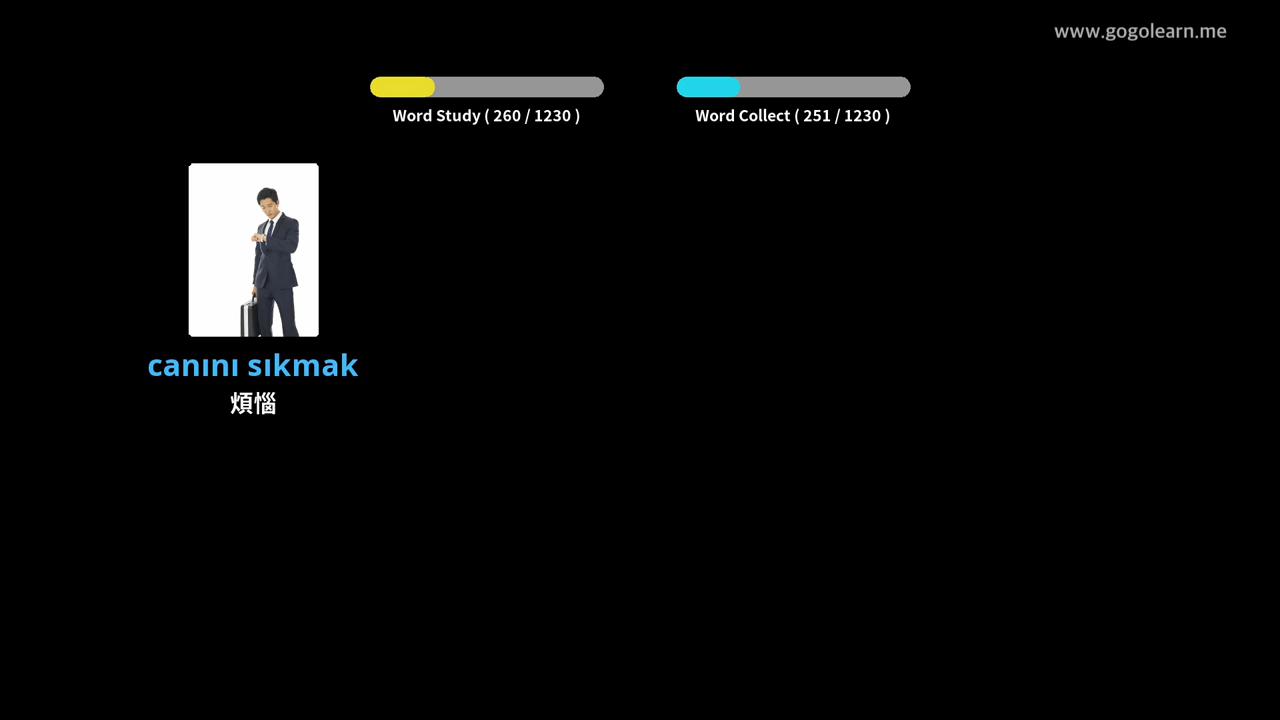 www.gogolearn.me
Word Study ( 260 / 1230 )
Word Collect ( 251 / 1230 )
canını sıkmak
煩惱